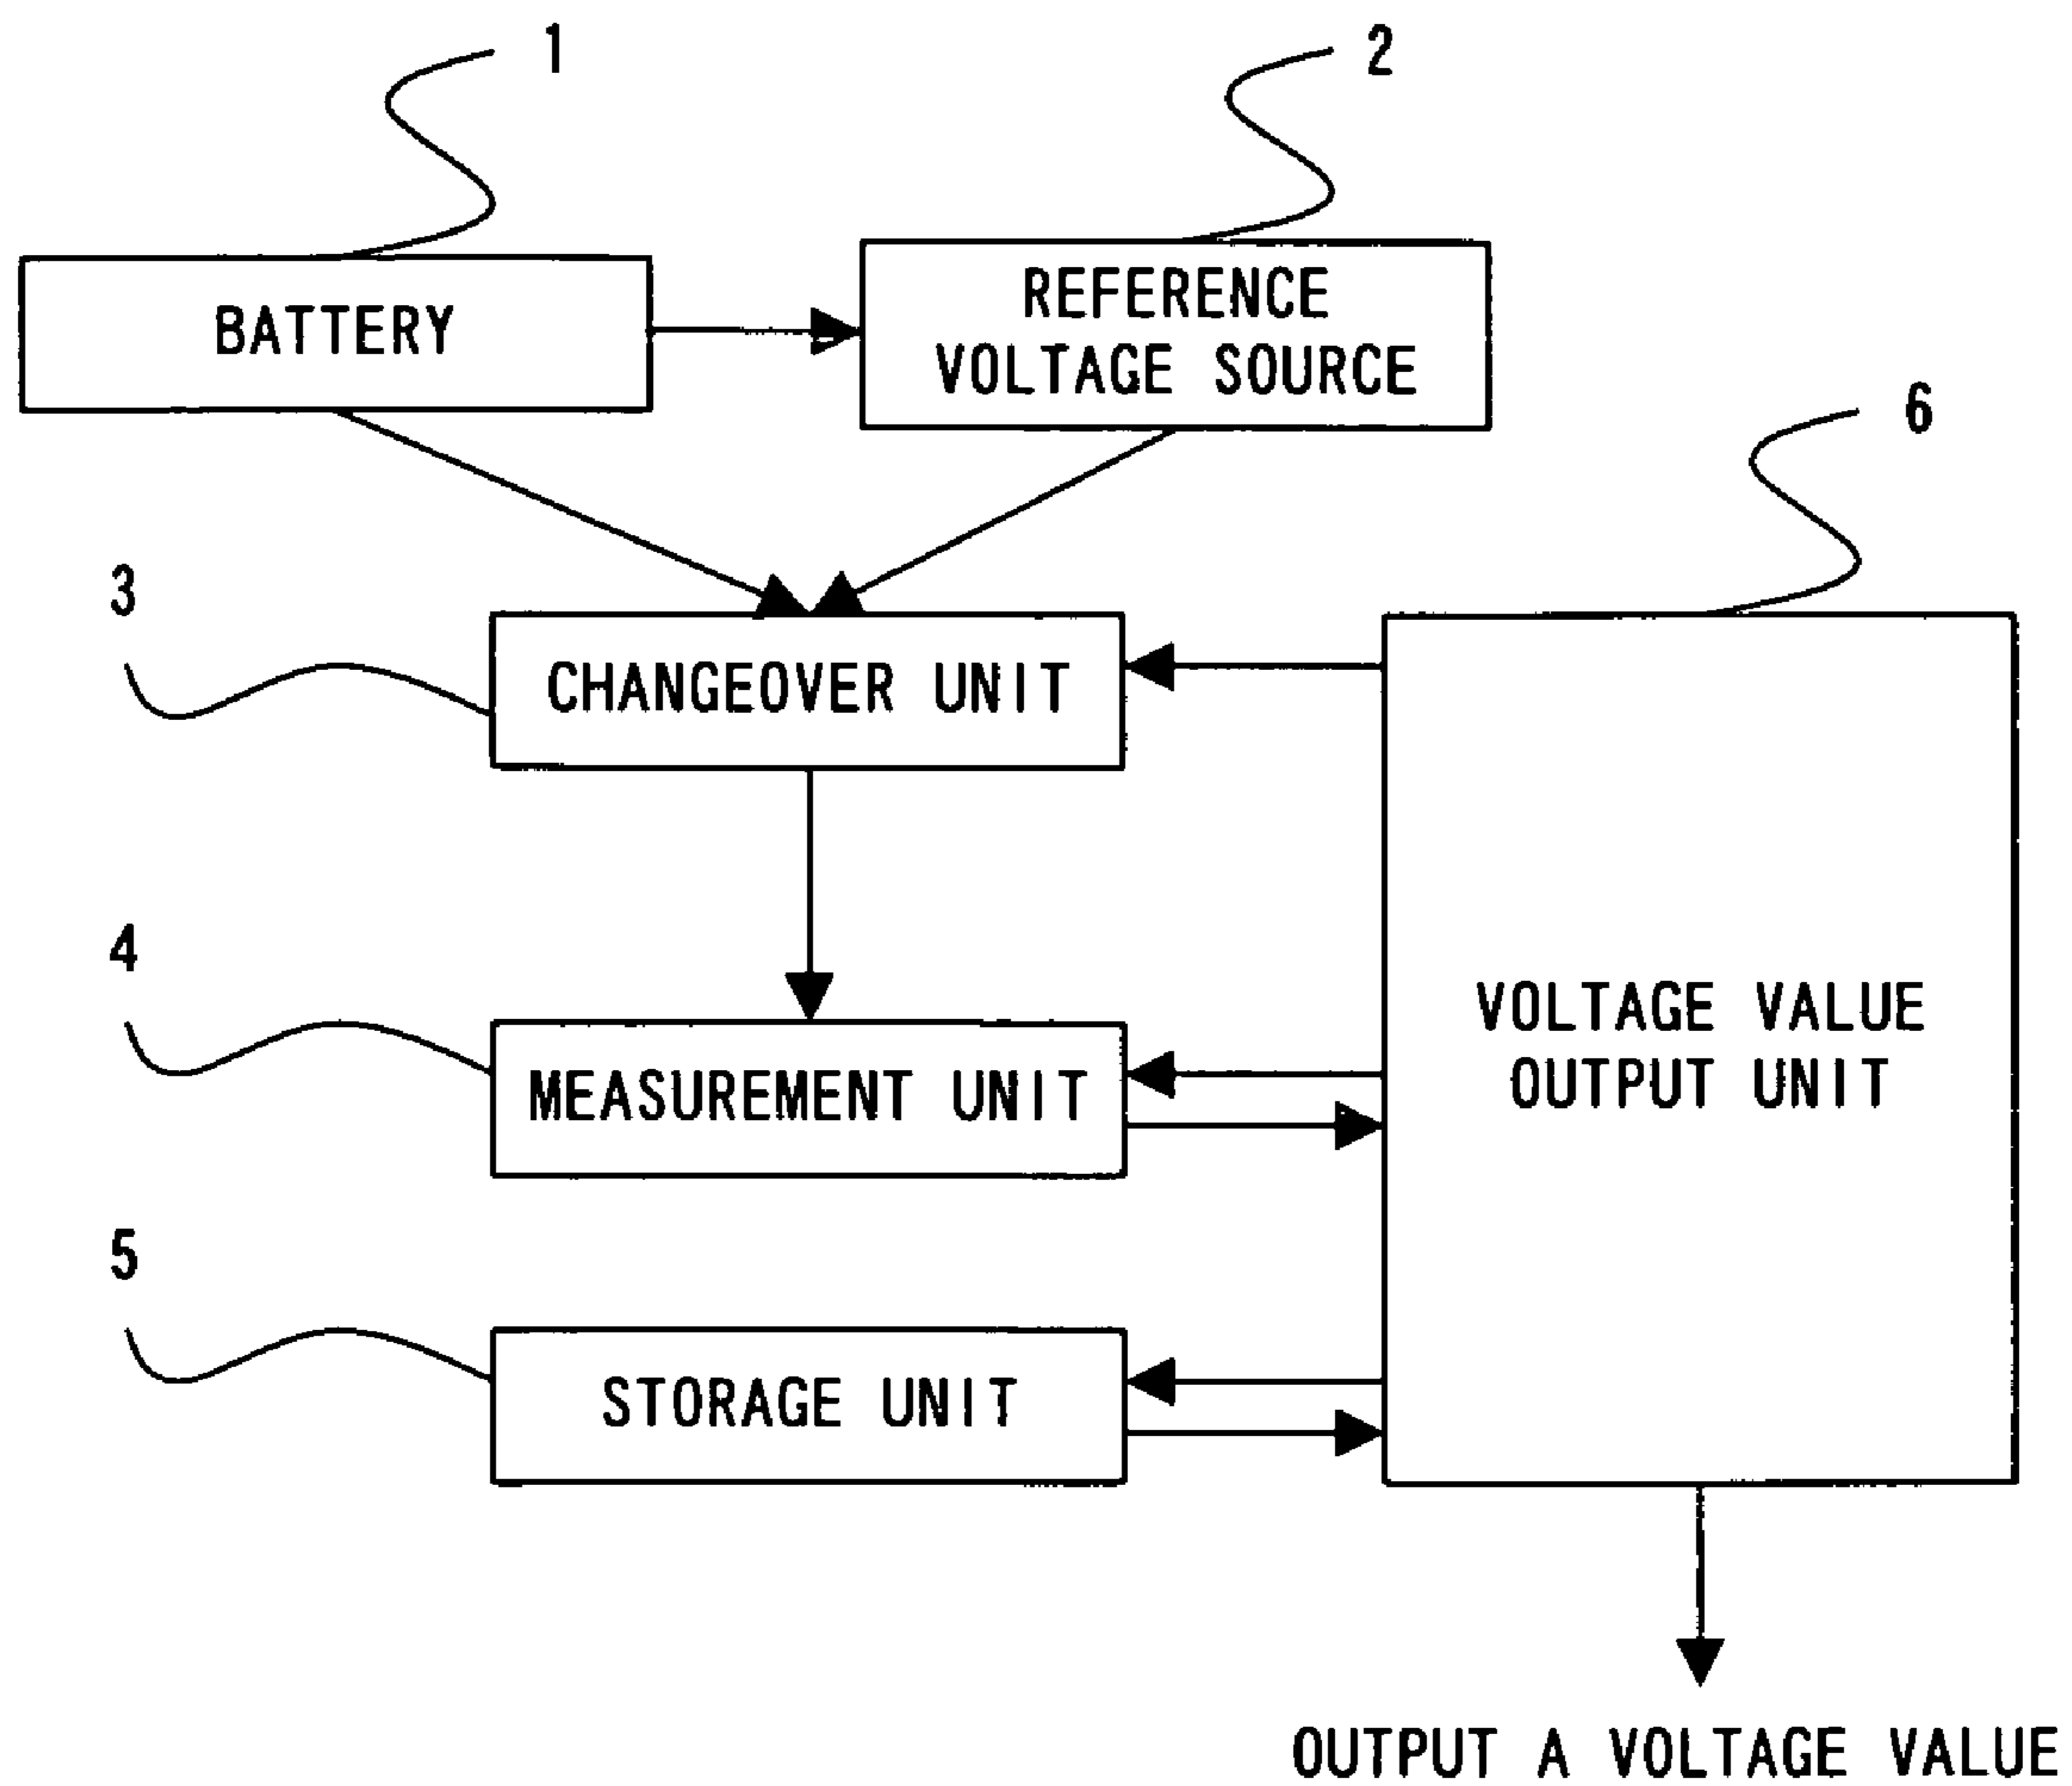 1
2
BATTERY
REFERENCE
VOLTAGE SOURCE
6
3
CHANGEOVER UNIT
4
MEASUREMENT UNIT
VOLTAGE VALUE
OUTPUT UNIT
5
STORAGE UNIT
OUTPUT A VOLTAGE VALUE